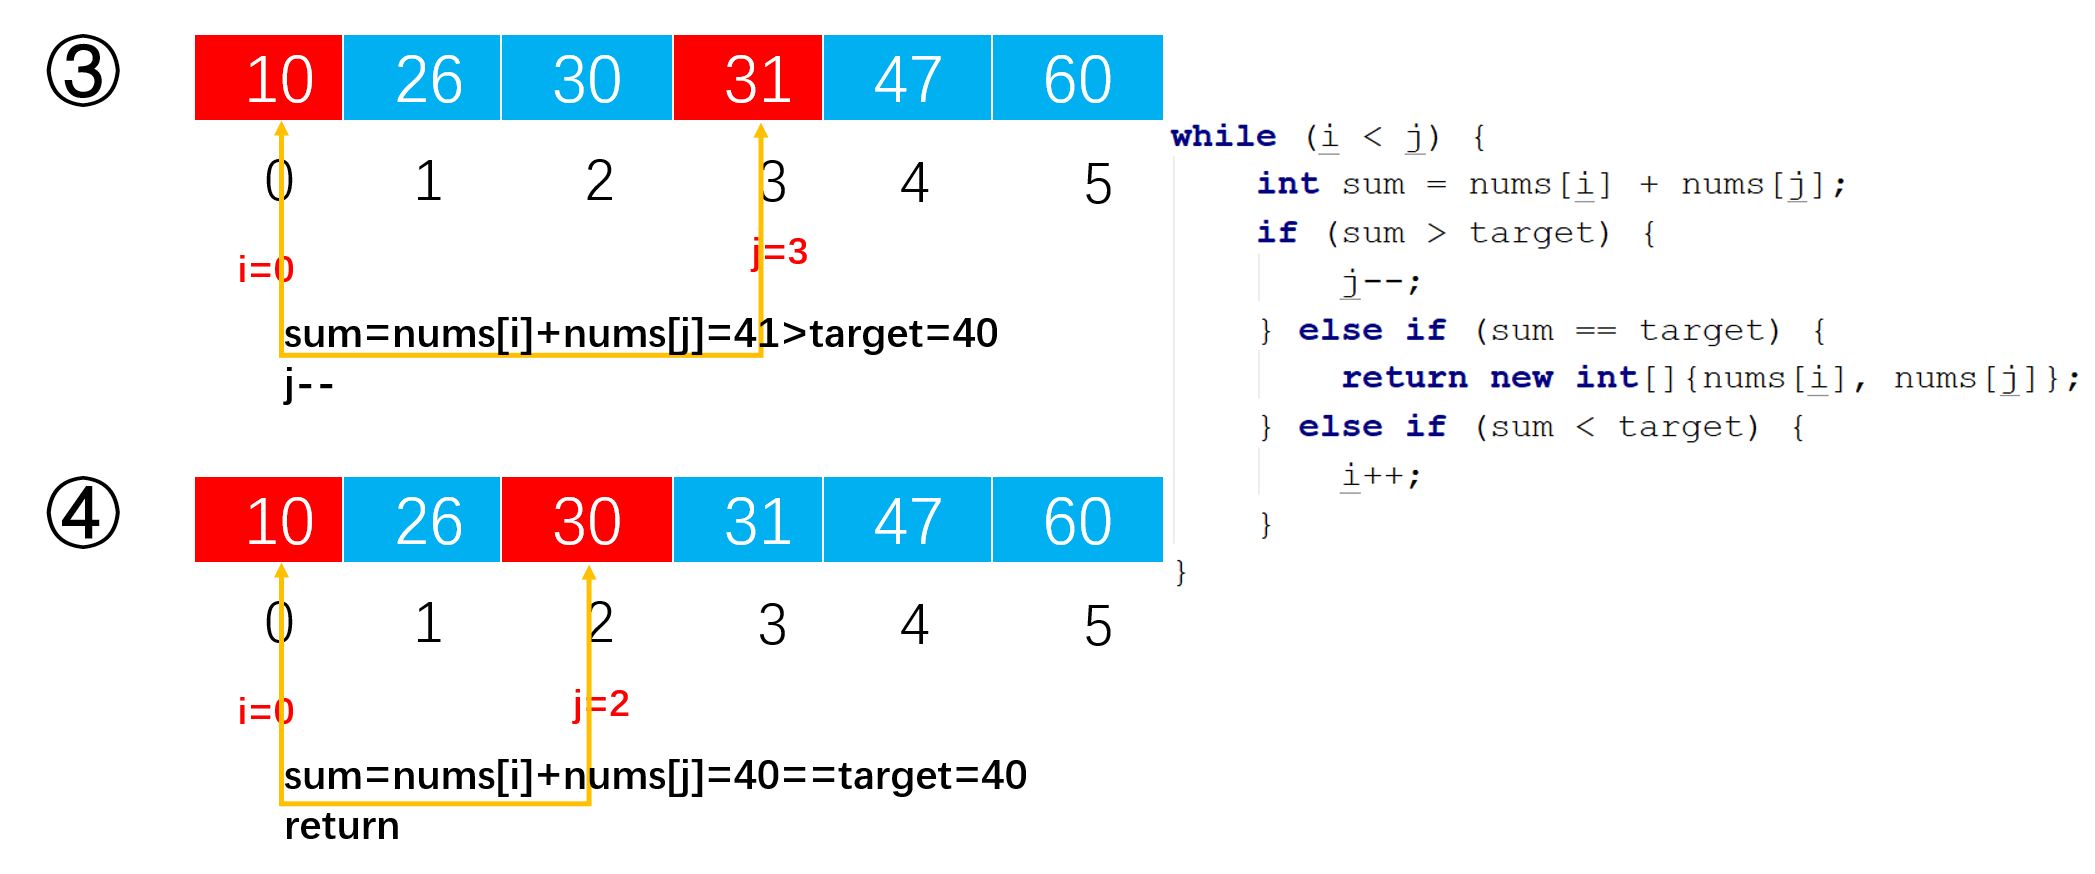 ③
10 26 30 31 47 60
0 1 2 3 4 5
i=0 j=3
sum=nums[i]+nums[j]=41>target=40
j--
④
10 26 30 31 47 60
0 1 2 3 4 5
i=0 j=2
sum=nums[i]+nums[j]=40==target=40
return
while (i < j) {
    int sum = nums[i] + nums[j];
    if (sum > target) {
        j--;
    } else if (sum == target) {
        return new int[]{nums[i], nums[j]};
    } else if (sum < target) {
        i++;
    }
}